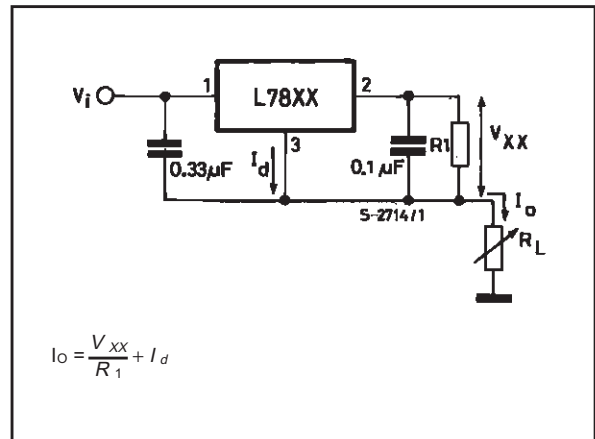 1
2
Vi
L78XX
3
0.33µF
Id
0.1µF
R1
VXX
S-2714/1
Io
RL
IO = VXX / R1 + Id